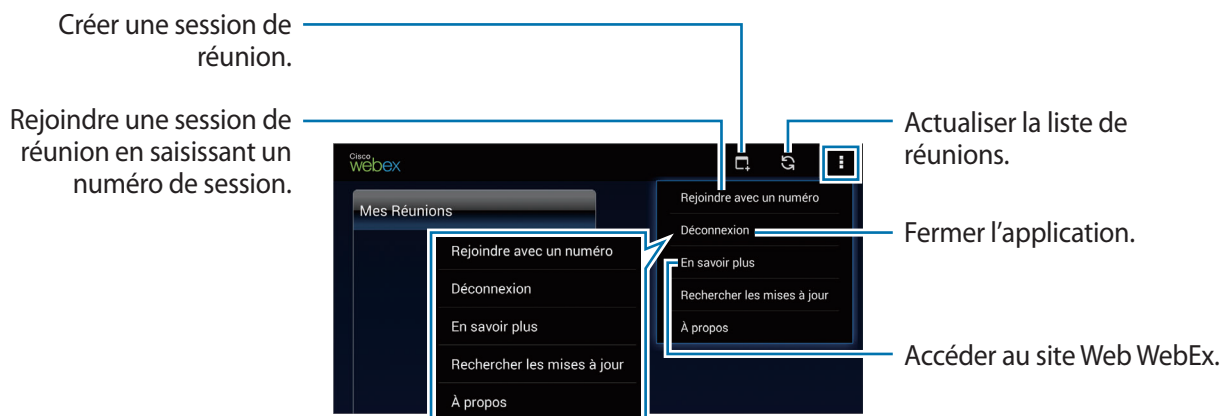 Créer une session de
réunion.
Rejoindre une session de
réunion en saisissant un
numéro de session.
Actualiser la liste de
réunions.
Fermer l’application.
Accéder au site Web WebEx.
Cisco
webex
Mes Réunions
Rejoindre avec un numéro
Déconnexion
En savoir plus
Rechercher les mises à jour
À propos
Rejoindre avec un numéro
Déconnexion
En savoir plus
Rechercher les mises à jour
À propos